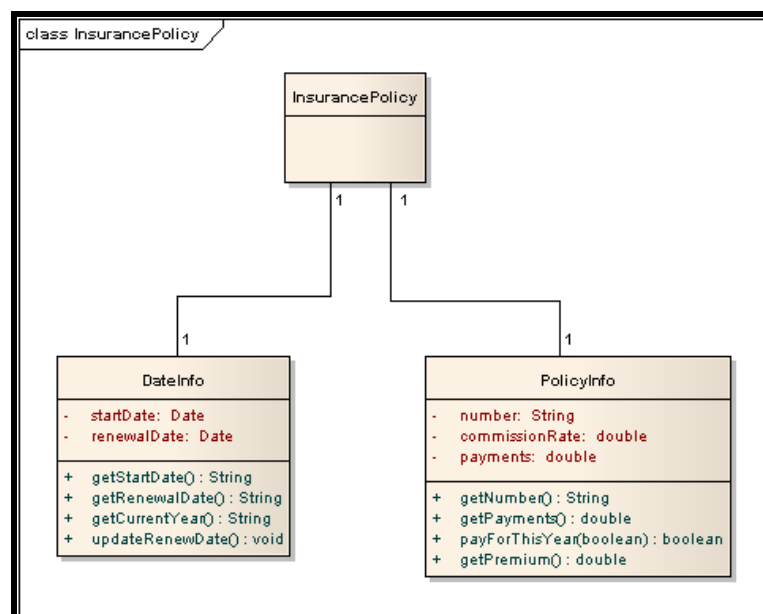 class InsurancePolicy
InsurancePolicy
1 1
1 1
DateInfo
- startDate: Date
- renewalDate: Date
+ getStartDate() : String
+ getRenewalDate() : String
+ getCurrentYear() : String
+ updateRenewDate() : void
PolicyInfo
- number: String
- commissionRate: double
- payments: double
+ getNumber() : String
+ getPayments() : double
+ payForThisYear(boolean) : boolean
+ getPremium() : double